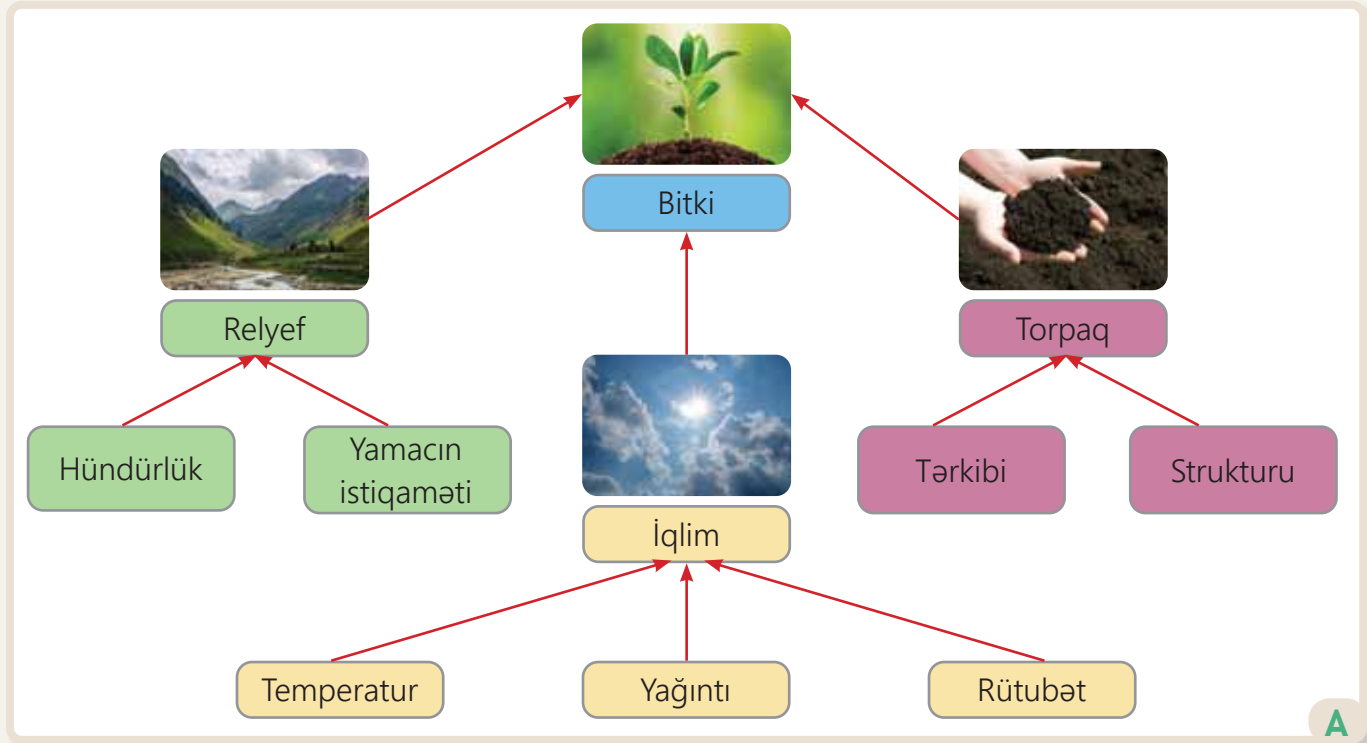 Bitki
Relyef
Torpaq
Hündürlük
Yamacın
istiqaməti
Tərkibi
Strukturu
İqlim
Temperatur
Yağıntı
Rütubət
A